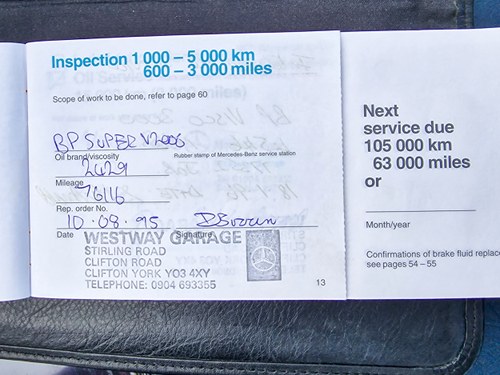 Inspection 1 000 – 5 000 km
600 – 3 000 miles
Scope of work to be done, refer to page 60
BP SUPER V2000
Oil brand/viscosity
Rubber stamp of Mercedes-Benz service station
2629
Mileage
76116
Rep. order No.
10.08.95
Date
Signature
WESTWAY GARAGE
STIRLING ROAD
CLIFTON ROAD
CLIFTON YORK YO3 4XY
TELEPHONE: 0904 693355
13
Next
service due
105 000 km
63 000 miles
or
Month/year
Confirmations of brake fluid replac
see pages 54 – 55